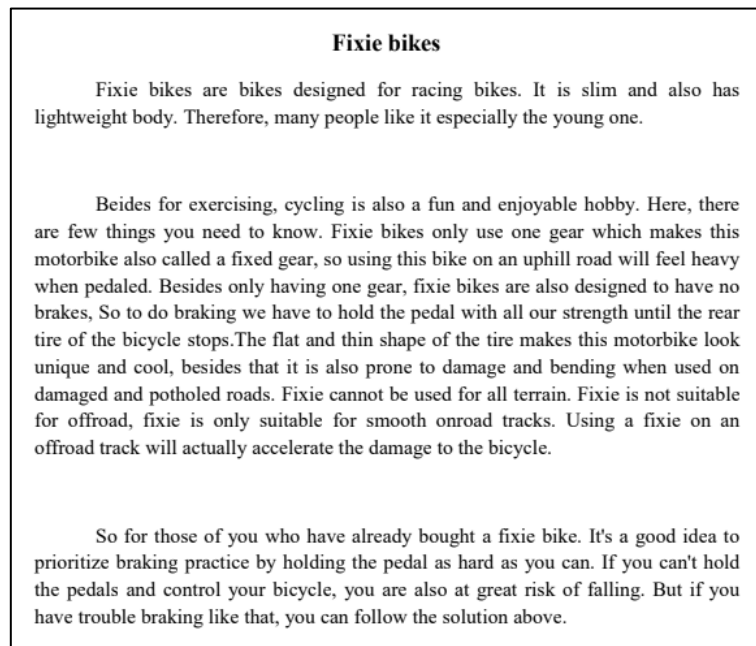 Fixie bikes
Fixie bikes are bikes designed for racing bikes. It is slim and also has
lightweight body. Therefore, many people like it especially the young one.
Beides for exercising, cycling is also a fun and enjoyable hobby. Here, there
are few things you need to know. Fixie bikes only use one gear which makes this
motorbike also called a fixed gear, so using this bike on an uphill road will feel heavy
when pedaled. Besides only having one gear, fixie bikes are also designed to have no
brakes, So to do braking we have to hold the pedal with all our strength until the rear
tire of the bicycle stops.The flat and thin shape of the tire makes this motorbike look
unique and cool, besides that it is also prone to damage and bending when used on
damaged and potholed roads. Fixie cannot be used for all terrain. Fixie is not suitable
for offroad, fixie is only suitable for smooth onroad tracks. Using a fixie on an
offroad track will actually accelerate the damage to the bicycle.
So for those of you who have already bought a fixie bike. It's a good idea to
prioritize braking practice by holding the pedal as hard as you can. If you can't hold
the pedals and control your bicycle, you are also at great risk of falling. But if you
have trouble braking like that, you can follow the solution above.